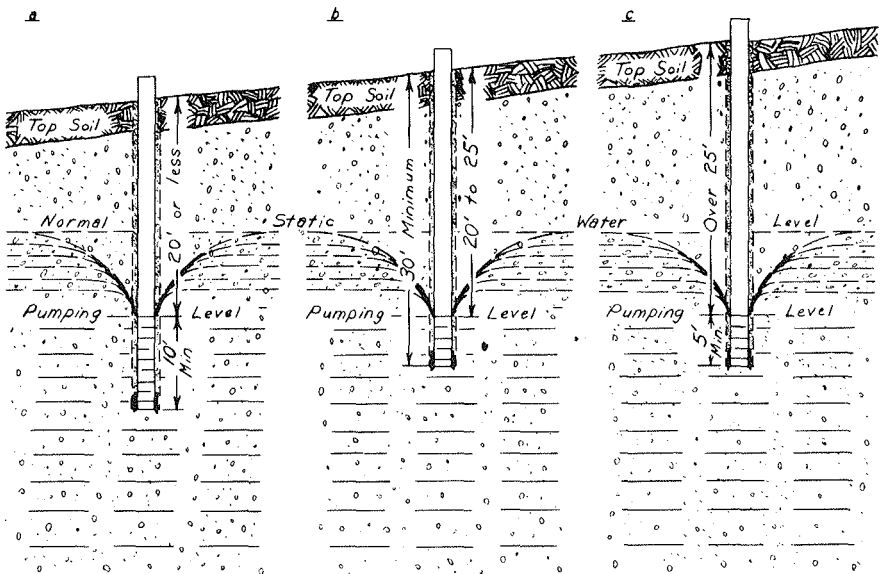 a
b
c
Top Soil
Top Soil
Top Soil
20' or less
30' Minimum
20' to 25'
Over 25'
Normal Static Water Level
Pumping Level
Pumping Level
Pumping Level
10' Min
5' Min